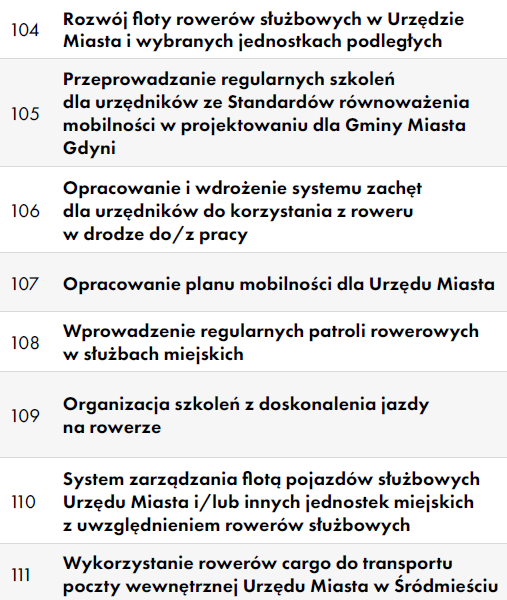 104
Rozwój floty rowerów służbowych w Urzędzie
Miasta i wybranych jednostkach podległych
105
Przeprowadzanie regularnych szkoleń
dla urzędników ze Standardów równoważenia
mobilności w projektowaniu dla Gminy Miasta
Gdyni
106
Opracowanie i wdrożenie systemu zachęt
dla urzędników do korzystania z roweru
w drodze do/z pracy
107
Opracowanie planu mobilności dla Urzędu Miasta
108
Wprowadzenie regularnych patroli rowerowych
w służbach miejskich
109
Organizacja szkoleń z doskonalenia jazdy
na rowerze
110
System zarządzania flotą pojazdów służbowych
Urzędu Miasta i/lub innych jednostek miejskich
z uwzględnieniem rowerów służbowych
111
Wykorzystanie rowerów cargo do transportu
poczty wewnętrznej Urzędu Miasta w Śródmieściu